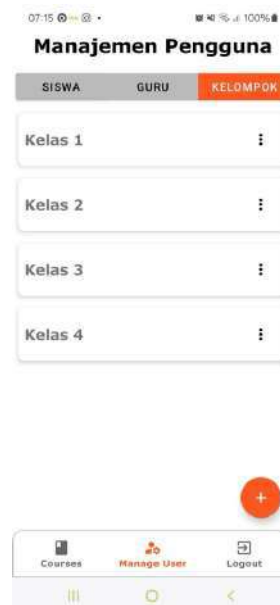 07:15 100%
Manajemen Pengguna
SISWA GURU KELOMPOK
Kelas 1
Kelas 2
Kelas 3
Kelas 4
+
Courses Manage User Logout